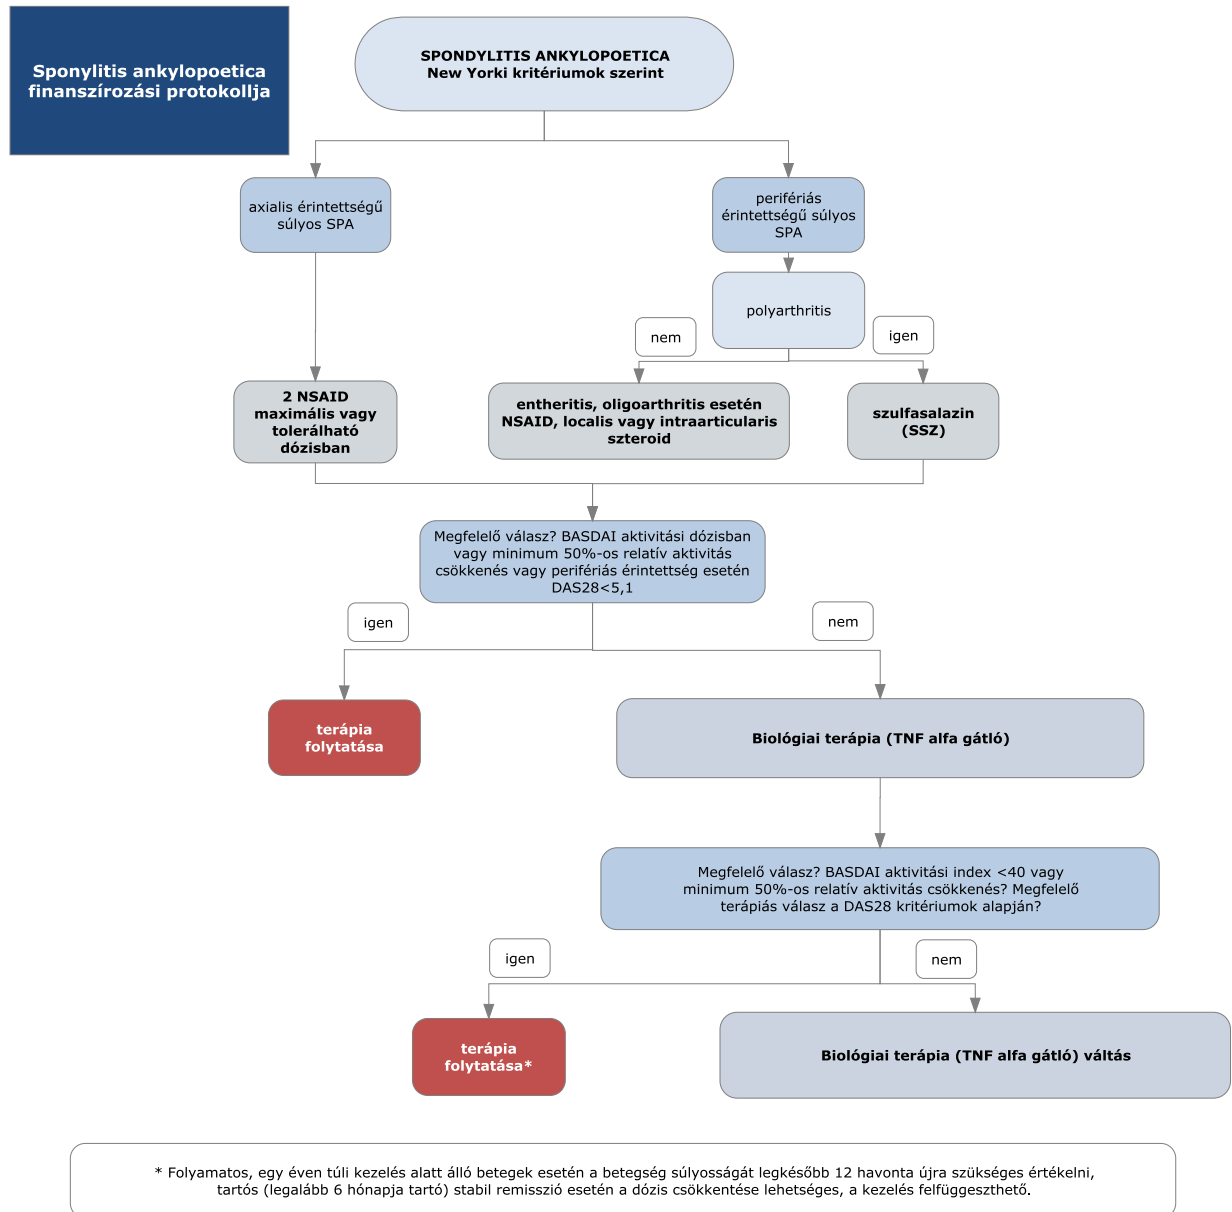 Sponylitis ankylopoetica
finanszírozási protokollja
SPONDYLITIS ANKYLOPOETICA
New Yorki kritériumok szerint
axialis érintettségű
súlyos SPA
perifériás
érintettségű súlyos
SPA
polyarthritis
nem
igen
2 NSAID
maximális vagy
tolerálható
dózisban
entheritis, oligoarthritis esetén
NSAID, localis vagy intraarticularis
szteroid
szulfasalazin
(SSZ)
Megfelelő válasz? BASDAI aktivitási dózisban
vagy minimum 50%-os relatív aktivitás
csökkenés vagy perifériás érintettség esetén
DAS28<5,1
igen
nem
terápia
folytatása
Biológiai terápia (TNF alfa gátló)
Megfelelő válasz? BASDAI aktivitási index <40 vagy
minimum 50%-os relatív aktivitás csökkenés? Megfelelő
terápiás válasz a DAS28 kritériumok alapján?
igen
nem
terápia
folytatása*
Biológiai terápia (TNF alfa gátló) váltás
* Folyamatos, egy éven túli kezelés alatt álló betegek esetén a betegség súlyosságát legkésőbb 12 havonta újra szükséges értékelni,
tartós (legalább 6 hónapja tartó) stabil remisszió esetén a dózis csökkentése lehetséges, a kezelés felfüggeszthető.